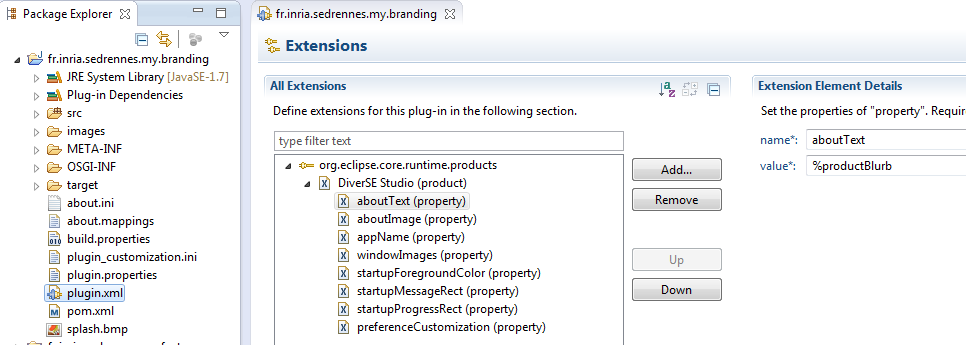 Package Explorer
fr.inria.sedrennes.my.branding
JRE System Library [JavaSE-1.7]
Plug-in Dependencies
src
images
META-INF
OSGI-INF
target
about.ini
about.mappings
build.properties
plugin_customization.ini
plugin.properties
plugin.xml
pom.xml
splash.bmp
fr.inria.sedrennes.my.branding
Extensions
All Extensions
Define extensions for this plug-in in the following section.
type filter text
org.eclipse.core.runtime.products
DiverSE Studio (product)
aboutText (property)
aboutImage (property)
appName (property)
windowImages (property)
startupForegroundColor (property)
startupMessageRect (property)
startupProgressRect (property)
preferenceCustomization (property)
Add...
Remove
Up
Down
Extension Element Details
Set the properties of "property". Requi
name*: aboutText
value*: %productBlurb